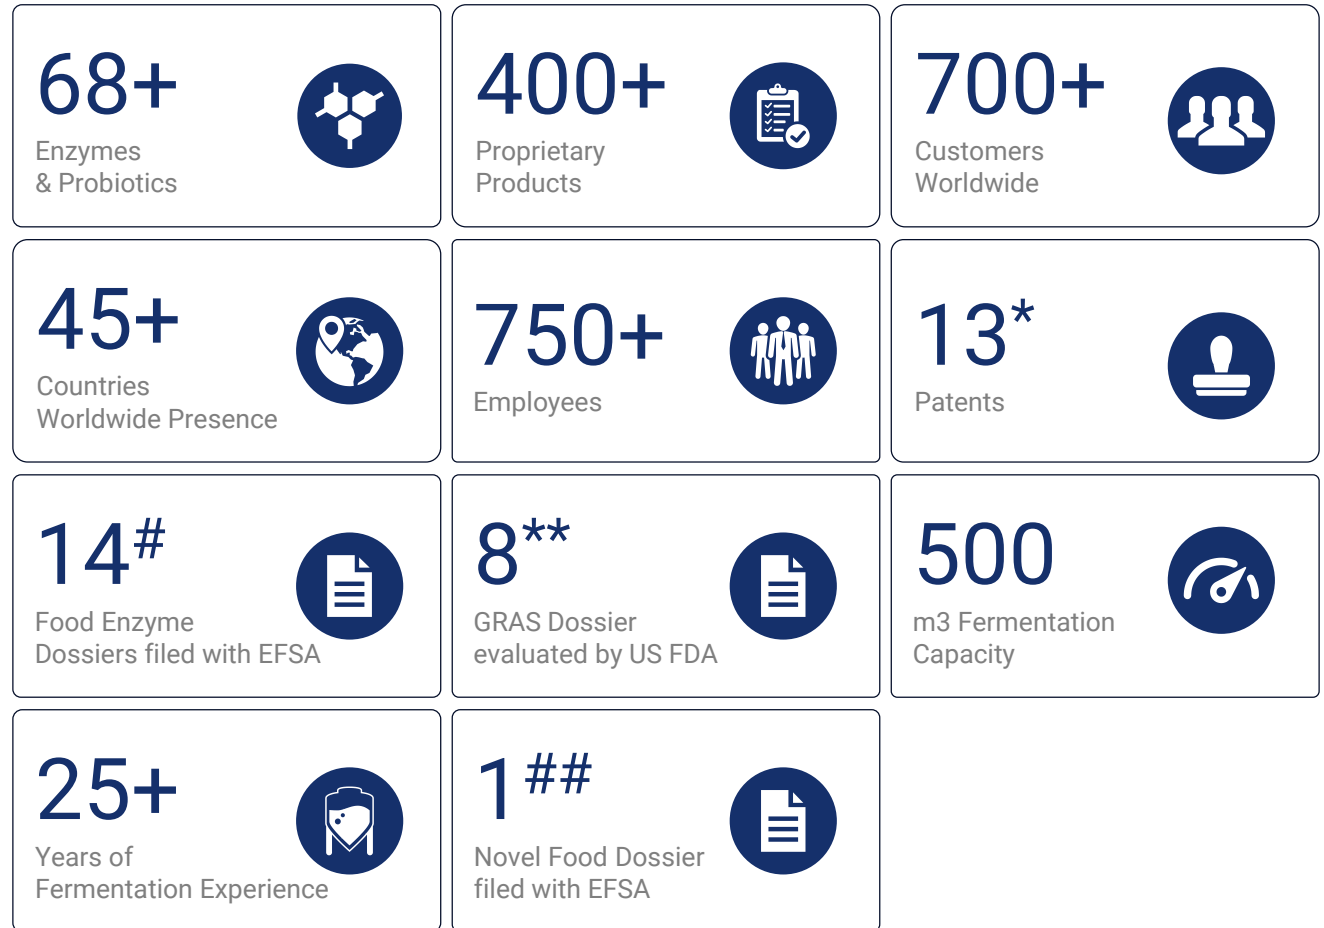 68+
Enzymes
& Probiotics
400+
Proprietary
Products
700+
Customers
Worldwide
45+
Countries
Worldwide Presence
750+
Employees
13*
Patents
14#
Food Enzyme
Dossiers filed with EFSA
8**
GRAS Dossier
evaluated by US FDA
500
m3 Fermentation
Capacity
25+
Years of
Fermentation Experience
1##
Novel Food Dossier
filed with EFSA